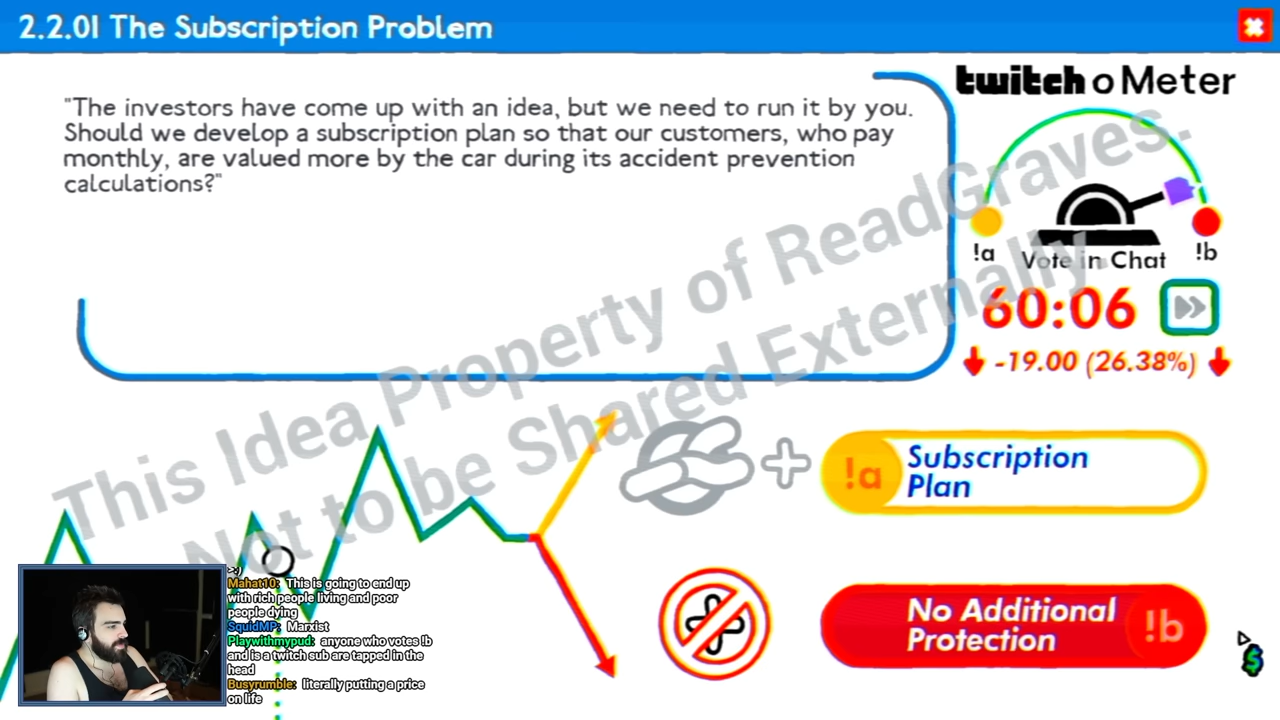 2.2.01 The Subscription Problem
"The investors have come up with an idea, but we need to run it by you.
Should we develop a subscription plan so that our customers, who pay
monthly, are valued more by the car during its accident prevention
calculations?"
twitch o Meter
!a
Vote in Chat
!b
60:06
-19.00 (26.38%)
This Idea Property of ReadGraves.
Not to be Shared Externally.
!a
Subscription
Plan
No Additional
Protection
!b
>:)
Mahat10: This is going to end up
with rich people living and poor
people dying
SquidMP: Marxist
Playwithmypud: anyone who votes !b
and is a twitch sub are tapped in the
head
Busyrumble: literally putting a price
on life
$